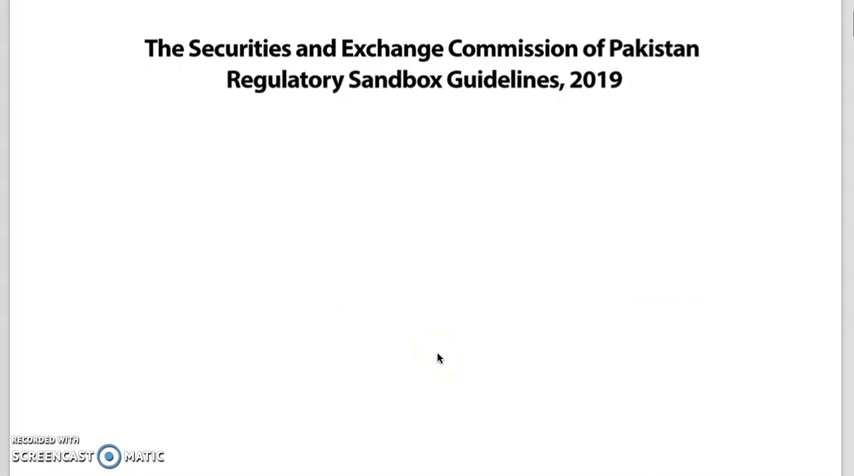 The Securities and Exchange Commission of Pakistan
Regulatory Sandbox Guidelines, 2019
RECORDED WITH
SCREENCAST MATIC